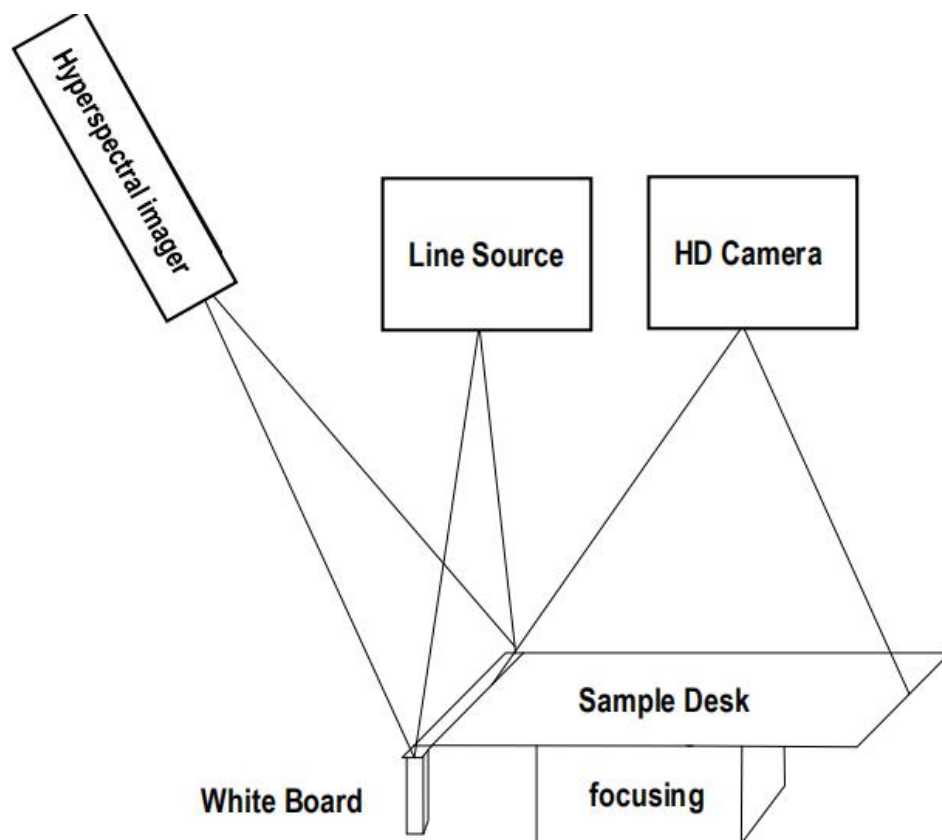 Hyperspectral imager
Line Source
HD Camera
Sample Desk
White Board
focusing